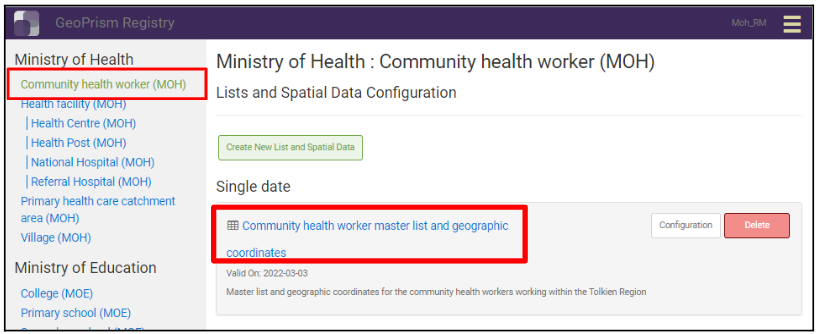 GeoPrism Registry
Moh_RM
Ministry of Health
Community health worker (MOH)
Health facility (MOH)
Health Centre (MOH)
Health Post (MOH)
National Hospital (MOH)
Referral Hospital (MOH)
Primary health care catchment
area (MOH)
Village (MOH)
Ministry of Education
College (MOE)
Primary school (MOE)
Ministry of Health : Community health worker (MOH)
Lists and Spatial Data Configuration
Create New List and Spatial Data
Single date
Community health worker master list and geographic
coordinates
Configuration
Delete
Valid On: 2022-03-03
Master list and geographic coordinates for the community health workers working within the Tolkien Region